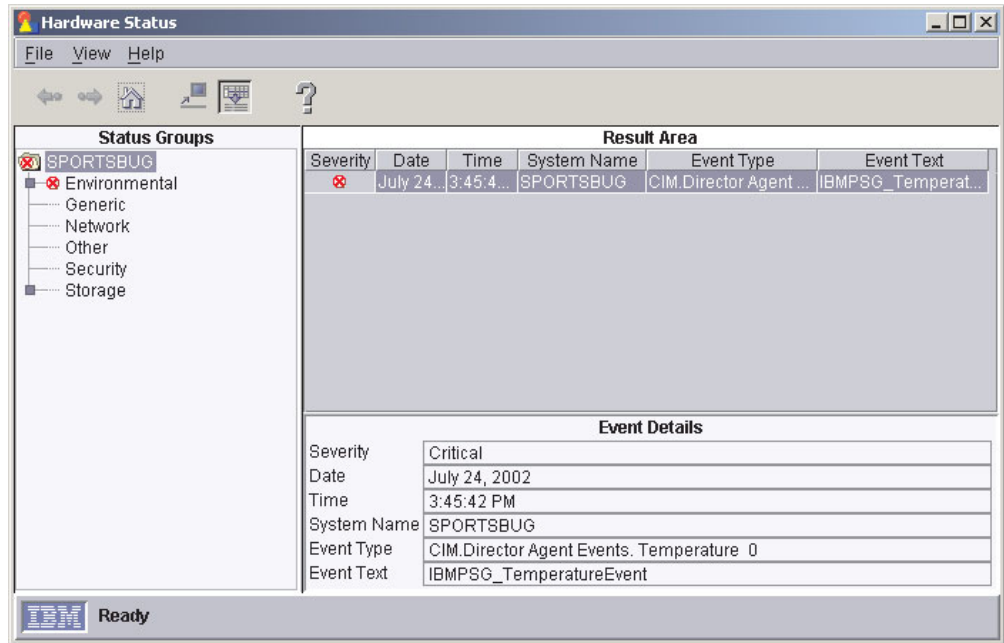 Hardware Status
File View Help
Status Groups
SPORTSBUG
Environmental
Generic
Network
Other
Security
Storage
Result Area
Severity Date Time System Name Event Type Event Text
July 24... 3:45:4... SPORTSBUG CIM.Director Agent ... IBMPSG_Temperat...
Event Details
Severity Critical
Date July 24, 2002
Time 3:45:42 PM
System Name SPORTSBUG
Event Type CIM.Director Agent Events. Temperature 0
Event Text IBMPSG_TemperatureEvent
IBM Ready